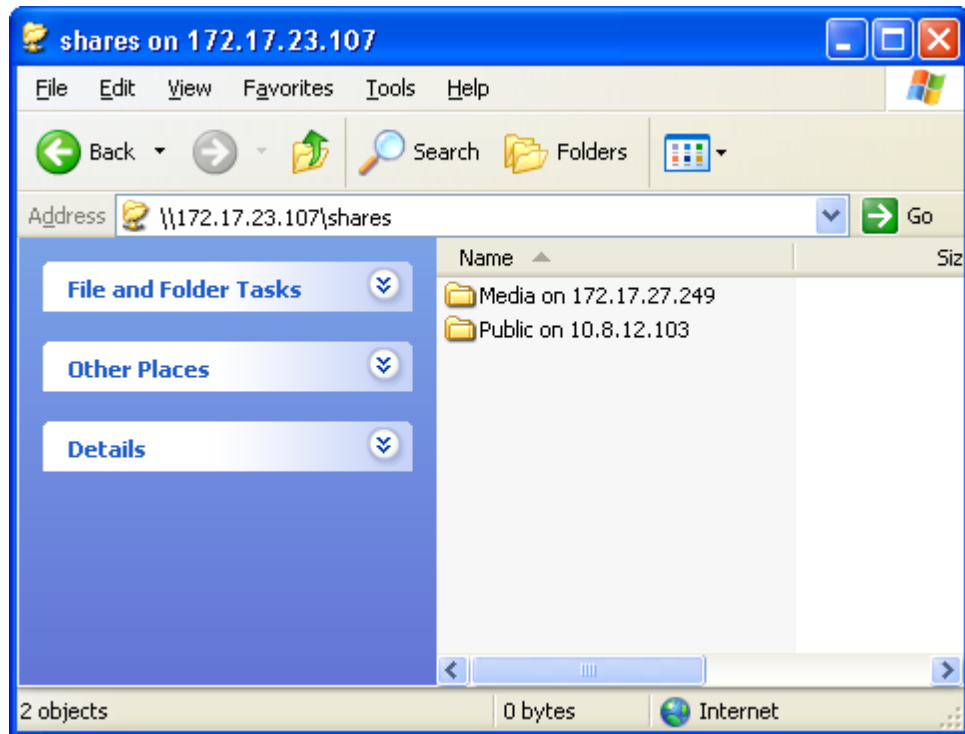 shares on 172.17.23.107
File Edit View Favorites Tools Help
Back Search Folders
Address \\172.17.23.107\shares Go
Name Siz
File and Folder Tasks
Media on 172.17.27.249
Public on 10.8.12.103
Other Places
Details
2 objects 0 bytes Internet